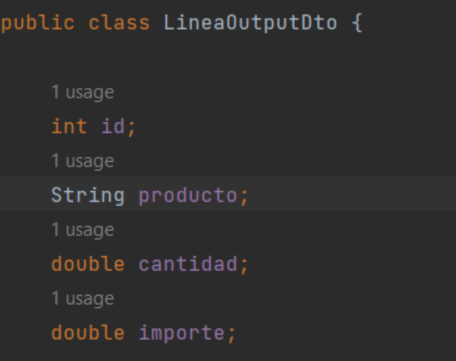 public class LineaOutputDto {
1 usage
int id;
1 usage
String producto;
1 usage
double cantidad;
1 usage
double importe;